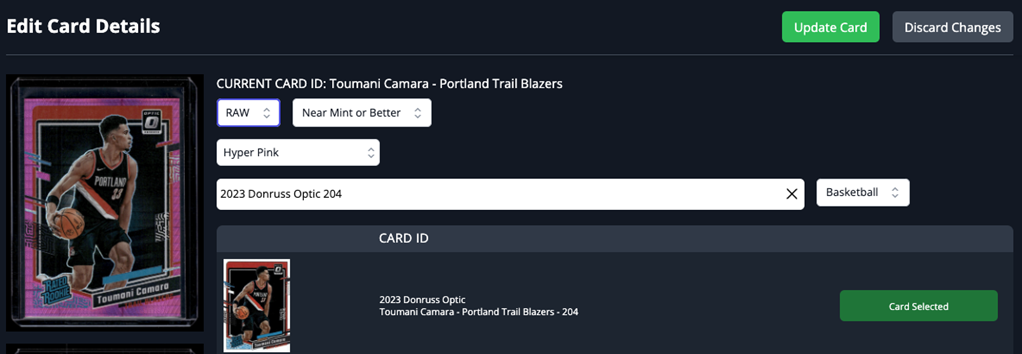 Edit Card Details
Update Card
Discard Changes
CURRENT CARD ID: Toumani Camara - Portland Trail Blazers
RAW
Near Mint or Better
Hyper Pink
2023 Donruss Optic 204
Basketball
CARD ID
2023 Donruss Optic
Toumani Camara - Portland Trail Blazers - 204
Card Selected
OPTIC
PORTLAND
33
RATED
ROOKIE
Toumani Camara